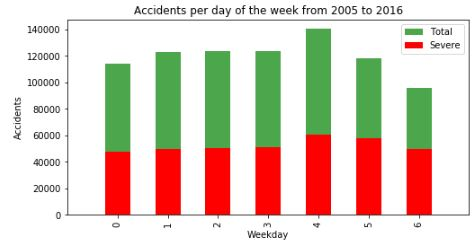 Accidents per day of the week from 2005 to 2016
Total
Severe
140000
120000
100000
80000
60000
40000
20000
0
Accidents
0 1 2 3 4 5 6
Weekday